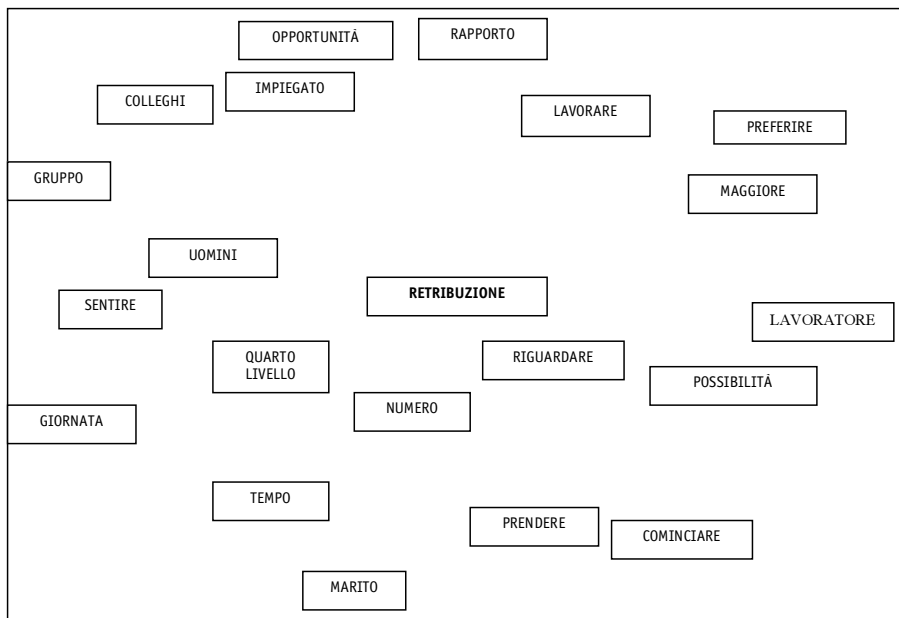 OPPORTUNITÁ
RAPPORTO
IMPIEGATO
COLLEGHI
LAVORARE
PREFERIRE
GRUPPO
MAGGIORE
UOMINI
RETRIBUZIONE
SENTIRE
LAVORATORE
QUARTO
LIVELLO
RIGUARDARE
POSSIBILITÁ
NUMERO
GIORNATA
TEMPO
PRENDERE
COMINCIARE
MARITO